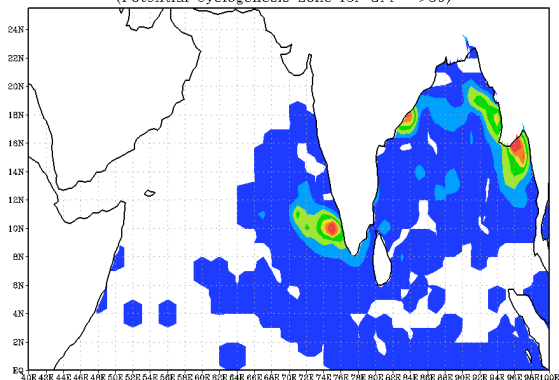 (Potential cyclogenesis zone for GPP >=30)
24N
22N
20N
18N
16N
14N
12N
10N
8N
6N
4N
2N
EQ
40E 42E 44E 46E 48E 50E 52E 54E 56E 58E 60E 62E 64E 66E 68E 70E 72E 74E 76E 78E 80E 82E 84E 86E 88E 90E 92E 94E 96E 98E 100E